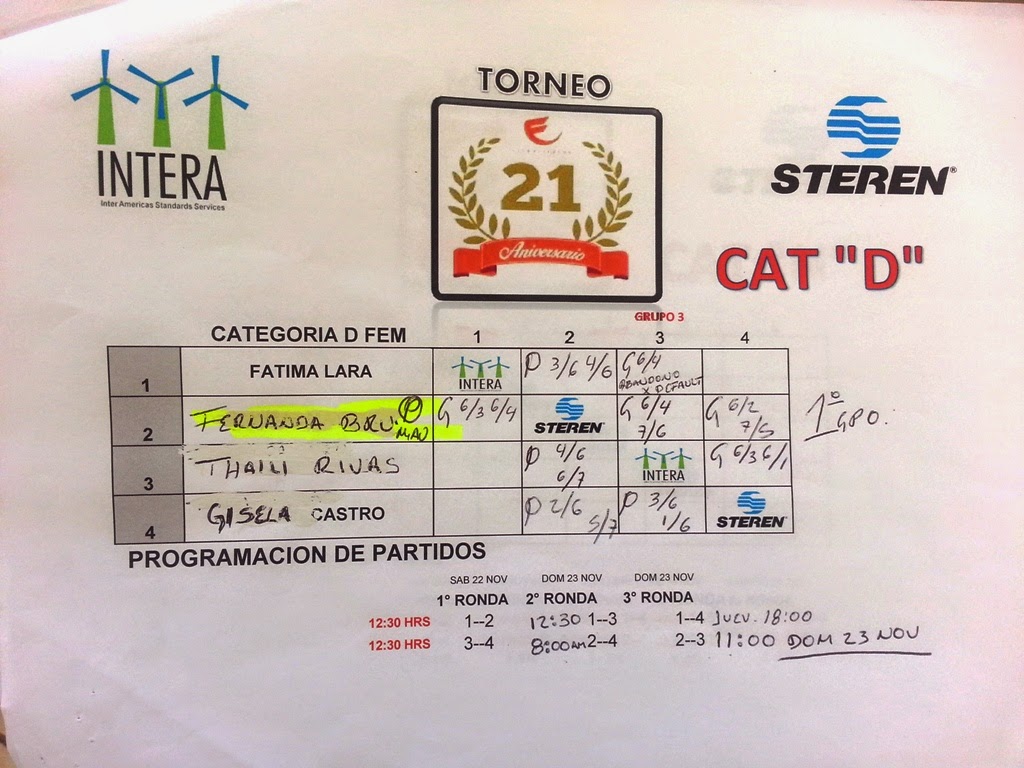 TORNEO
INTERA
Inter Americas Standards Services
21
Aniversario
STEREN®
CAT "D"
GRUPO 3
CATEGORIA D FEM 1 2 3 4
1 FATIMA LARA INTERA P 3/6 4/6 G 6/4 ABANDONO X DEFAULT
2 FERNANDA BRU. G 6/3 6/4 STEREN G 6/4 7/6 G 6/2 7/5 1º GPO.
3 THAILI RIVAS P 4/6 6/7 INTERA G 6/3 6/1
4 GISELA CASTRO P 2/6 5/7 P 3/6 1/6 STEREN
PROGRAMACION DE PARTIDOS
SAB 22 NOV DOM 23 NOV DOM 23 NOV
1° RONDA 2° RONDA 3° RONDA
12:30 HRS 1--2 12:30 1--3 1--4 JUEV. 18:00
12:30 HRS 3--4 8:00am 2--4 2--3 11:00 DOM 23 NOV